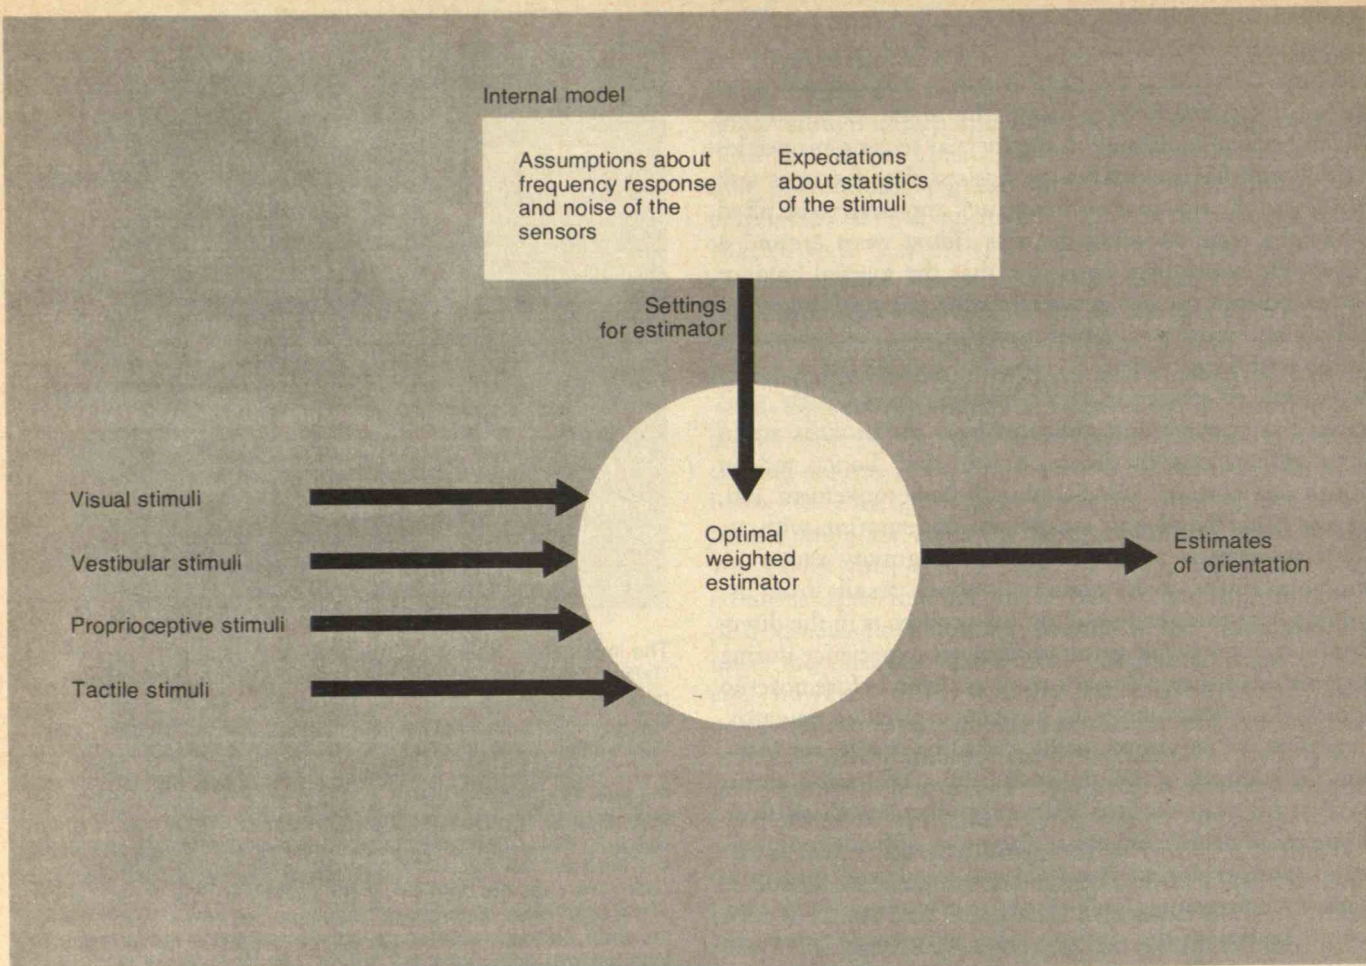 Internal model
Assumptions about
frequency response
and noise of the
sensors
Expectations
about statistics
of the stimuli
Settings
for estimator
Visual stimuli
Vestibular stimuli
Proprioceptive stimuli
Tactile stimuli
Optimal
weighted
estimator
Estimates
of orientation